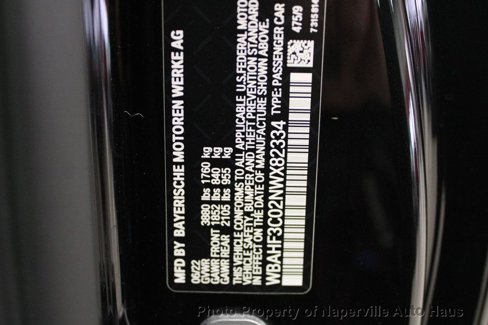 MFD BY BAYERISCHE MOTOREN WERKE AG
06/22
GVWR 3880 lbs 1760 kg
GAWR FRONT 1852 lbs 840 kg
GAWR REAR 2105 lbs 955 kg
THIS VEHICLE CONFORMS TO ALL APPLICABLE U.S. FEDERAL MOTOR
VEHICLE SAFETY, BUMPER AND THEFT PREVENTION STANDARDS
IN EFFECT ON THE DATE OF MANUFACTURE SHOWN ABOVE.
WBAHF3C02NWX82334 TYPE: PASSENGER CAR
475/9
7315814
Photo Property of Naperville Auto Haus